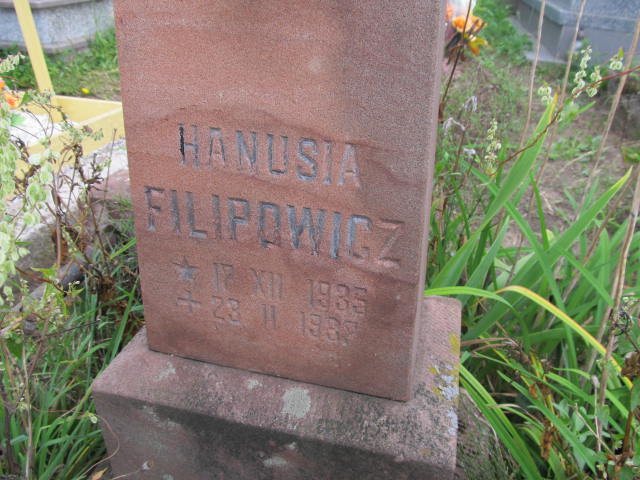 HANUSIA
FILIPOWICZ
★ 17 XII 1935
+ 23 II 1937